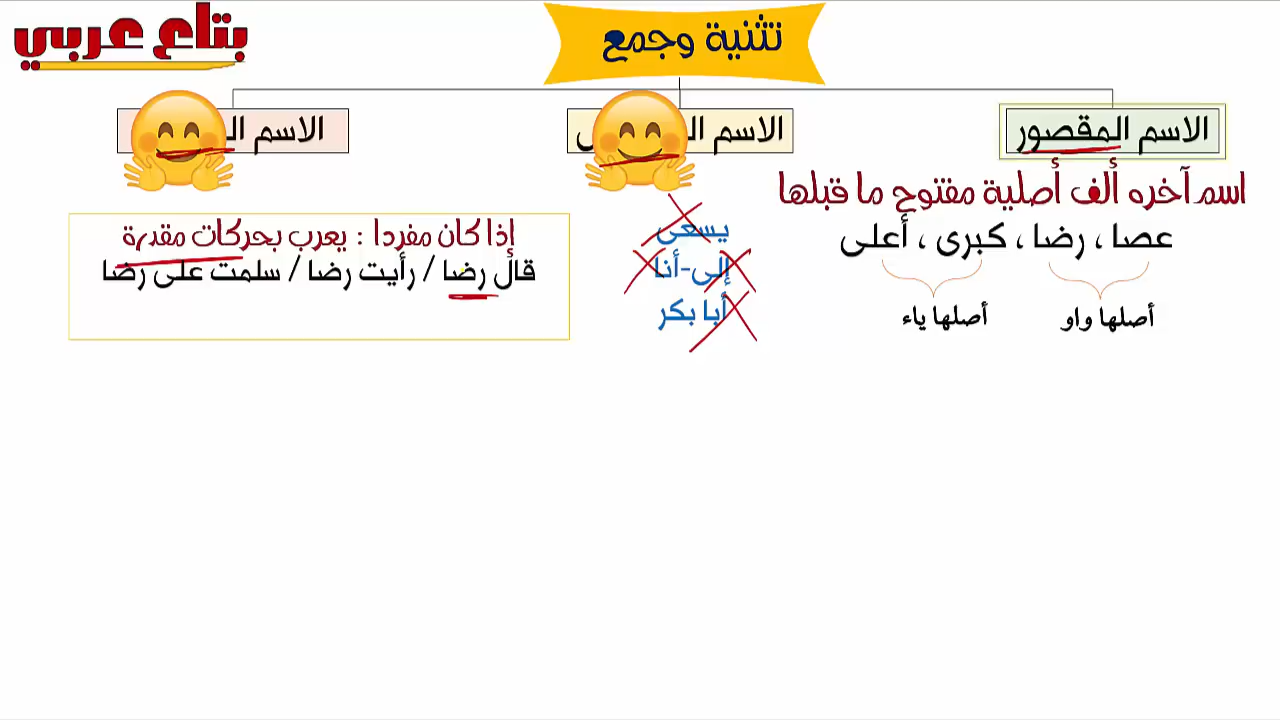 بتاع عربي
تثنية وجمع
الاسم المقصور
الاسم
الاسم
اسم آخره ألف أصلية مفتوح ما قبلها
عصا ، رضا ، كبرى ، أعلى
أصلها واو
أصلها ياء
يسعى
إلى-أنا
أبا بكر
إذا كان مفردا : يعرب بحركات مقدرة
قال رضا / رأيت رضا / سلمت على رضا